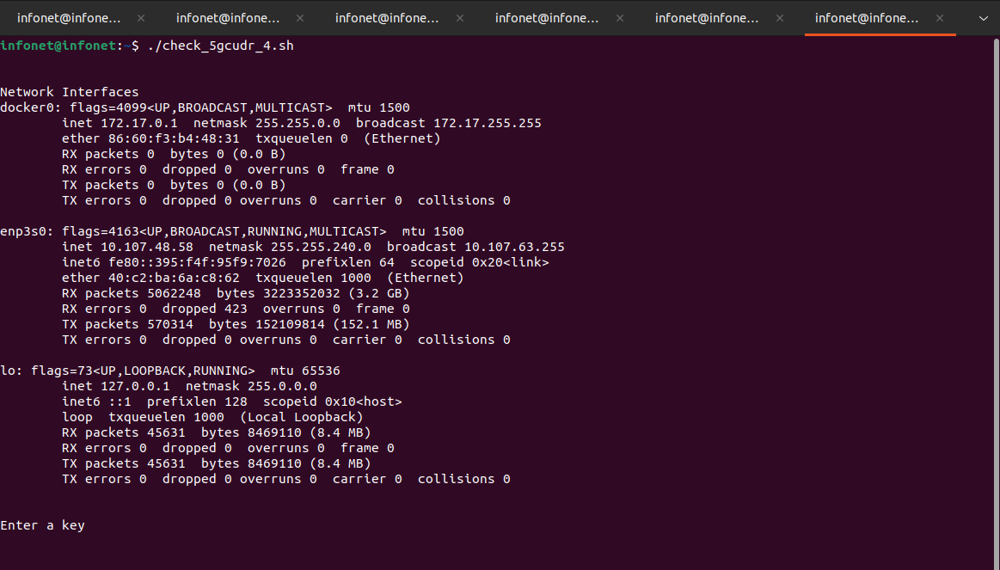 infonet@infone... × infonet@infone... × infonet@infone... × infonet@infone... × infonet@infone... × infonet@infone... ×
infonet@infonet:~$ ./check_5gcudr_4.sh
Network Interfaces
docker0: flags=4099<UP,BROADCAST,MULTICAST>  mtu 1500
        inet 172.17.0.1  netmask 255.255.0.0  broadcast 172.17.255.255
        ether 86:60:f3:b4:48:31  txqueuelen 0  (Ethernet)
        RX packets 0  bytes 0 (0.0 B)
        RX errors 0  dropped 0  overruns 0  frame 0
        TX packets 0  bytes 0 (0.0 B)
        TX errors 0  dropped 0 overruns 0  carrier 0  collisions 0
enp3s0: flags=4163<UP,BROADCAST,RUNNING,MULTICAST>  mtu 1500
        inet 10.107.48.58  netmask 255.255.240.0  broadcast 10.107.63.255
        inet6 fe80::395:f4f:95f9:7026  prefixlen 64  scopeid 0x20<link>
        ether 40:c2:ba:6a:c8:62  txqueuelen 1000  (Ethernet)
        RX packets 5062248  bytes 3223352032 (3.2 GB)
        RX errors 0  dropped 423  overruns 0  frame 0
        TX packets 570314  bytes 152109814 (152.1 MB)
        TX errors 0  dropped 0 overruns 0  carrier 0  collisions 0
lo: flags=73<UP,LOOPBACK,RUNNING>  mtu 65536
        inet 127.0.0.1  netmask 255.0.0.0
        inet6 ::1  prefixlen 128  scopeid 0x10<host>
        loop  txqueuelen 1000  (Local Loopback)
        RX packets 45631  bytes 8469110 (8.4 MB)
        RX errors 0  dropped 0  overruns 0  frame 0
        TX packets 45631  bytes 8469110 (8.4 MB)
        TX errors 0  dropped 0 overruns 0  carrier 0  collisions 0
Enter a key